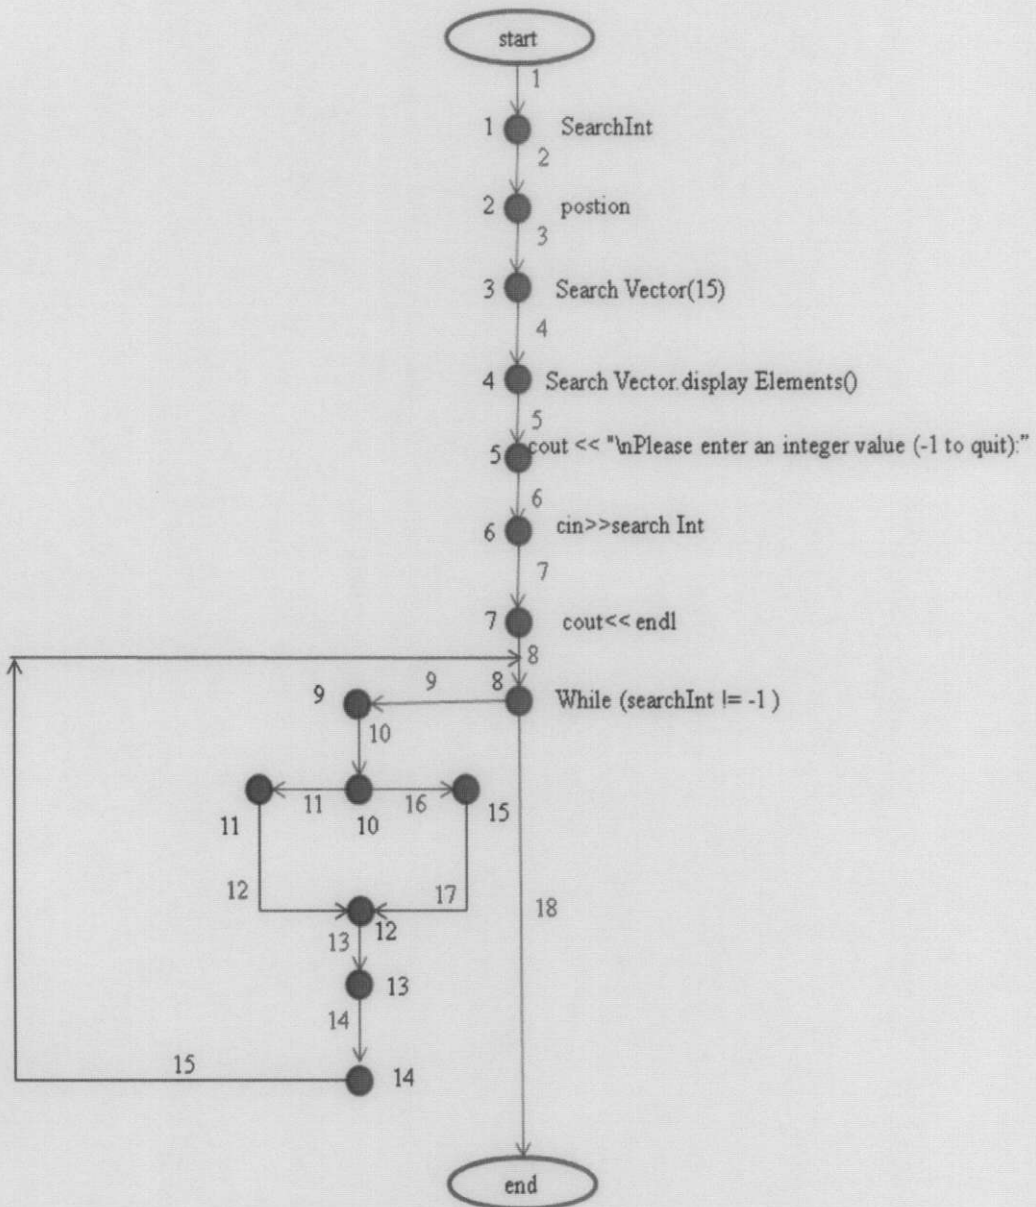 start
1
1 SearchInt
2
2 postion
3
3 Search Vector(15)
4
4 Search Vector.display Elements()
5
5 cout << "\nPlease enter an integer value (-1 to quit):"
6
6 cin>>search Int
7
7 cout<< endl
8
9 9 8 While (searchInt != -1 )
10
11 16
11 10 15
12 17 18
12
13
13
14
15 14
end